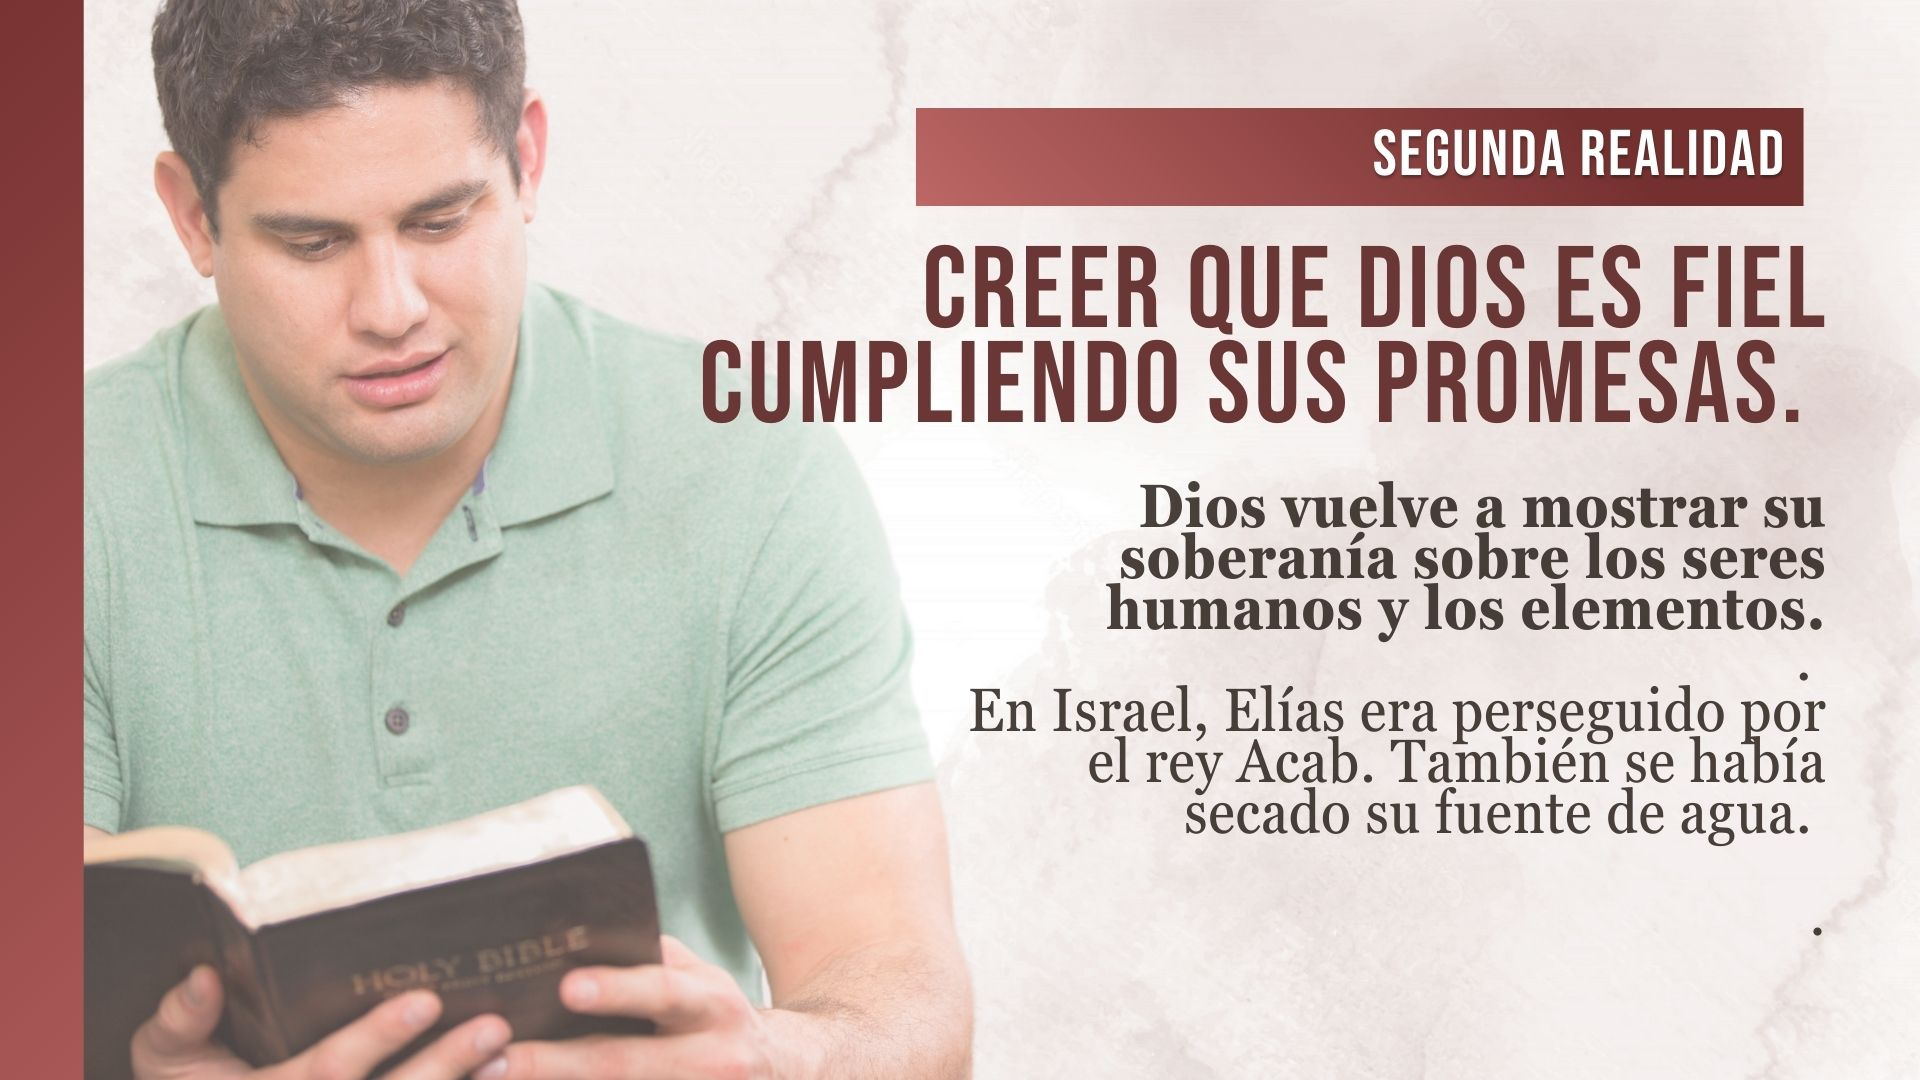 SEGUNDA REALIDAD
CREER QUE DIOS ES FIEL
CUMPLIENDO SUS PROMESAS.
Dios vuelve a mostrar su
soberanía sobre los seres
humanos y los elementos.
.
En Israel, Elías era perseguido por
el rey Acab. También se había
secado su fuente de agua.
.
HOLY BIBLE